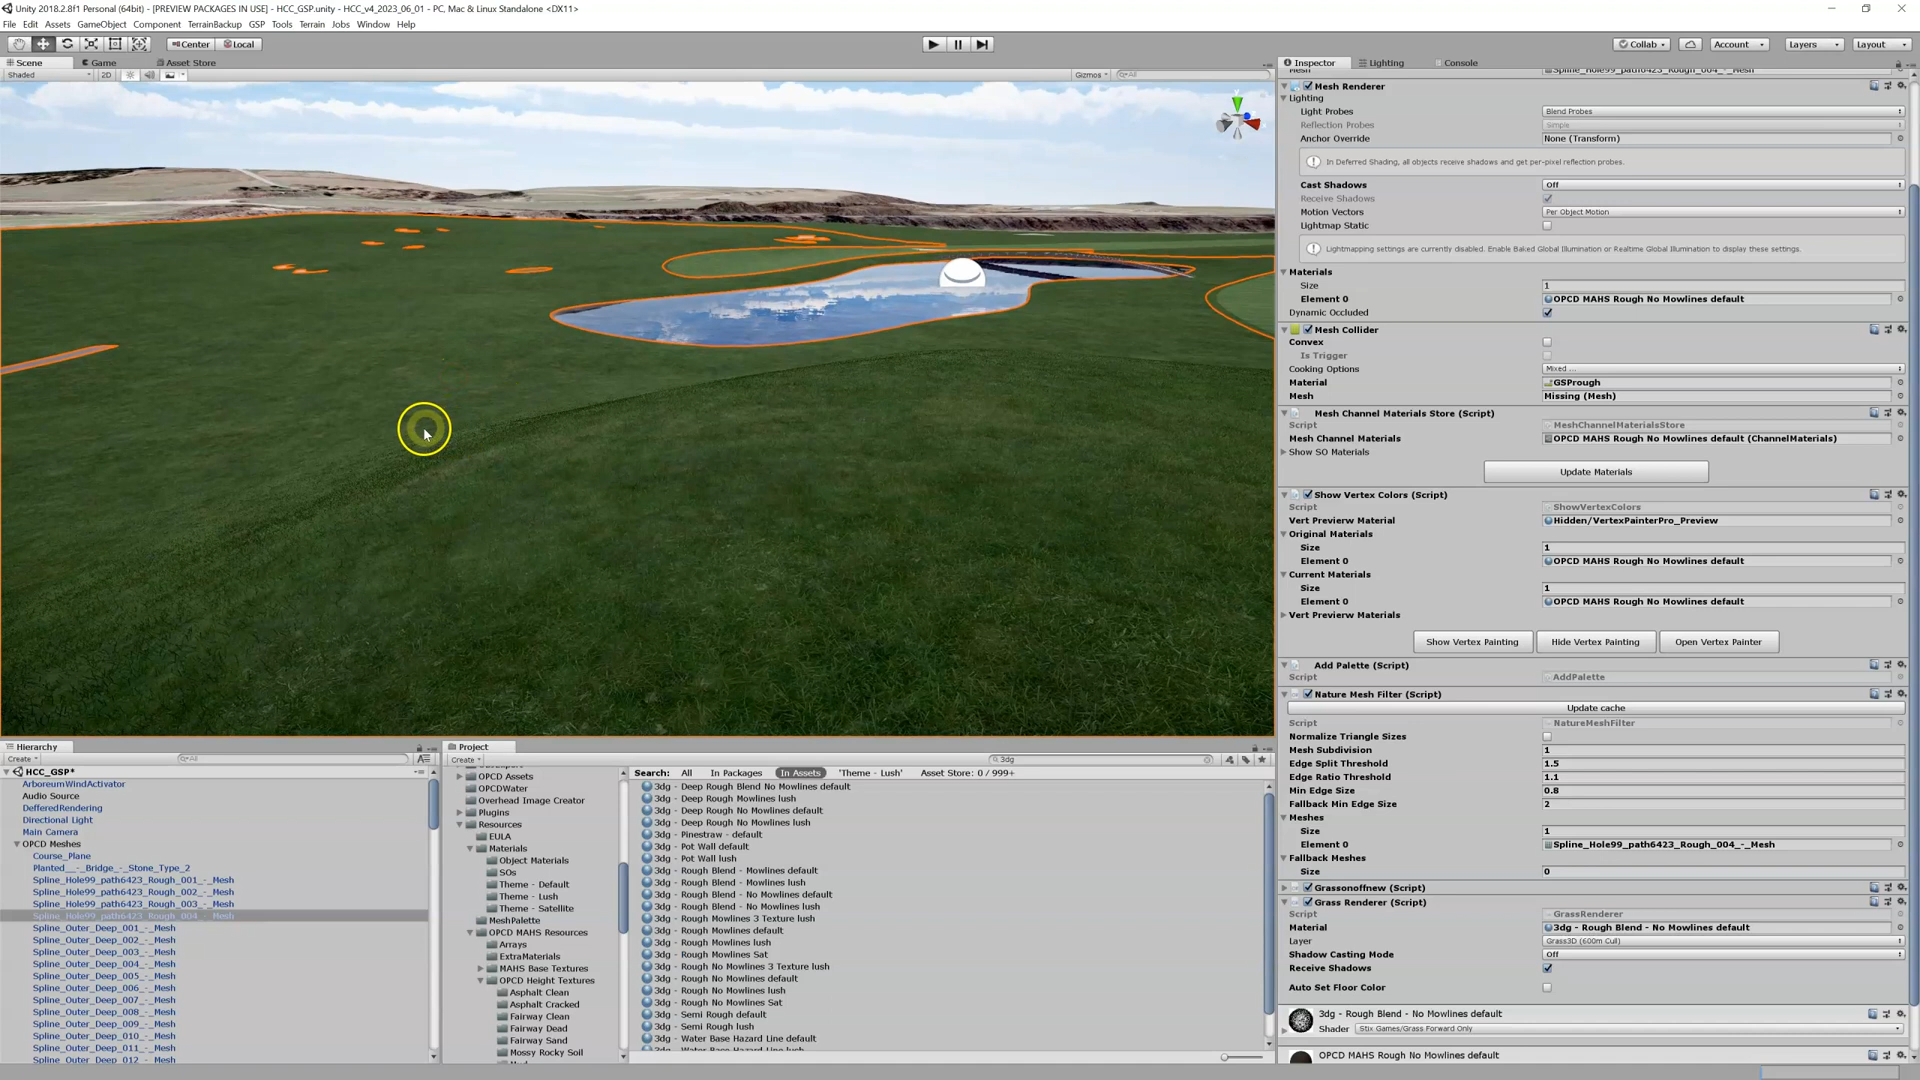 Unity 2018.2.8f1 Personal (64bit) - [PREVIEW PACKAGES IN USE] - HCC_GSP.unity - HCC_v4_2023_06_01 - PC, Mac & Linux Standalone <DX11>
File Edit Assets GameObject Component TerrainBackup GSP Tools Terrain Jobs Window Help
Center Local
Collab Account Layers Layout
Scene Game Asset Store
Shaded 2D Gizmos All
Inspector Lighting Console
Mesh Spline_Hole99_path6423_Rough_004_-_Mesh
Mesh Renderer
Lighting
Light Probes Blend Probes
Reflection Probes Simple
Anchor Override None (Transform)
In Deferred Shading, all objects receive shadows and get per-pixel reflection probes.
Cast Shadows Off
Receive Shadows
Motion Vectors Per Object Motion
Lightmap Static
Lightmapping settings are currently disabled. Enable Baked Global Illumination or Realtime Global Illumination to display these settings.
Materials
Size 1
Element 0 OPCD MAHS Rough No Mowlines default
Dynamic Occluded
Mesh Collider
Convex
Is Trigger
Cooking Options Mixed ...
Material GSPrough
Mesh Missing (Mesh)
Mesh Channel Materials Store (Script)
Script MeshChannelMaterialsStore
Mesh Channel Materials OPCD MAHS Rough No Mowlines default (ChannelMaterials)
Show SO Materials
Update Materials
Show Vertex Colors (Script)
Script ShowVertexColors
Vert Previerw Material Hidden/VertexPainterPro_Preview
Original Materials
Size 1
Element 0 OPCD MAHS Rough No Mowlines default
Current Materials
Size 1
Element 0 OPCD MAHS Rough No Mowlines default
Vert Previerw Materials
Show Vertex Painting Hide Vertex Painting Open Vertex Painter
Add Palette (Script)
Script AddPalette
Nature Mesh Filter (Script)
Update cache
Script NatureMeshFilter
Normalize Triangle Sizes
Mesh Subdivision 1
Edge Split Threshold 1.5
Edge Ratio Threshold 1.1
Min Edge Size 0.8
Fallback Min Edge Size 2
Meshes
Size 1
Element 0 Spline_Hole99_path6423_Rough_004_-_Mesh
Fallback Meshes
Size 0
Grassonoffnew (Script)
Grass Renderer (Script)
Script GrassRenderer
Material 3dg - Rough Blend - No Mowlines default
Layer Grass3D (600m Cull)
Shadow Casting Mode Off
Receive Shadows
Auto Set Floor Color
3dg - Rough Blend - No Mowlines default
Shader Stix Games/Grass Forward Only
OPCD MAHS Rough No Mowlines default
Hierarchy
Create All
HCC_GSP*
ArboreumWindActivator
Audio Source
DefferedRendering
Directional Light
Main Camera
OPCD Meshes
Course_Plane
Planted__-_Bridge_-_Stone_Type_2
Spline_Hole99_path6423_Rough_001_-_Mesh
Spline_Hole99_path6423_Rough_002_-_Mesh
Spline_Hole99_path6423_Rough_003_-_Mesh
Spline_Hole99_path6423_Rough_004_-_Mesh
Spline_Outer_Deep_001_-_Mesh
Spline_Outer_Deep_002_-_Mesh
Spline_Outer_Deep_003_-_Mesh
Spline_Outer_Deep_004_-_Mesh
Spline_Outer_Deep_005_-_Mesh
Spline_Outer_Deep_006_-_Mesh
Spline_Outer_Deep_007_-_Mesh
Spline_Outer_Deep_008_-_Mesh
Spline_Outer_Deep_009_-_Mesh
Spline_Outer_Deep_010_-_Mesh
Spline_Outer_Deep_011_-_Mesh
Spline_Outer_Deep_012_-_Mesh
Project
Create 3dg
OPCD Assets
OPCDWater
Overhead Image Creator
Plugins
Resources
EULA
Materials
Object Materials
SOs
Theme - Default
Theme - Lush
Theme - Satellite
MeshPalette
OPCD MAHS Resources
Arrays
ExtraMaterials
MAHS Base Textures
OPCD Height Textures
Asphalt Clean
Asphalt Cracked
Fairway Clean
Fairway Dead
Fairway Sand
Mossy Rocky Soil
Search: All In Packages In Assets 'Theme - Lush' Asset Store: 0 / 999+
3dg - Deep Rough Blend No Mowlines default
3dg - Deep Rough Mowlines lush
3dg - Deep Rough No Mowlines default
3dg - Deep Rough No Mowlines lush
3dg - Pinestraw - default
3dg - Pot Wall default
3dg - Pot Wall lush
3dg - Rough Blend - Mowlines default
3dg - Rough Blend - Mowlines lush
3dg - Rough Blend - No Mowlines default
3dg - Rough Blend - No Mowlines lush
3dg - Rough Mowlines 3 Texture lush
3dg - Rough Mowlines default
3dg - Rough Mowlines lush
3dg - Rough Mowlines Sat
3dg - Rough No Mowlines 3 Texture lush
3dg - Rough No Mowlines default
3dg - Rough No Mowlines lush
3dg - Rough No Mowlines Sat
3dg - Semi Rough default
3dg - Semi Rough lush
3dg - Water Base Hazard Line default
3dg - Water Base Hazard Line lush